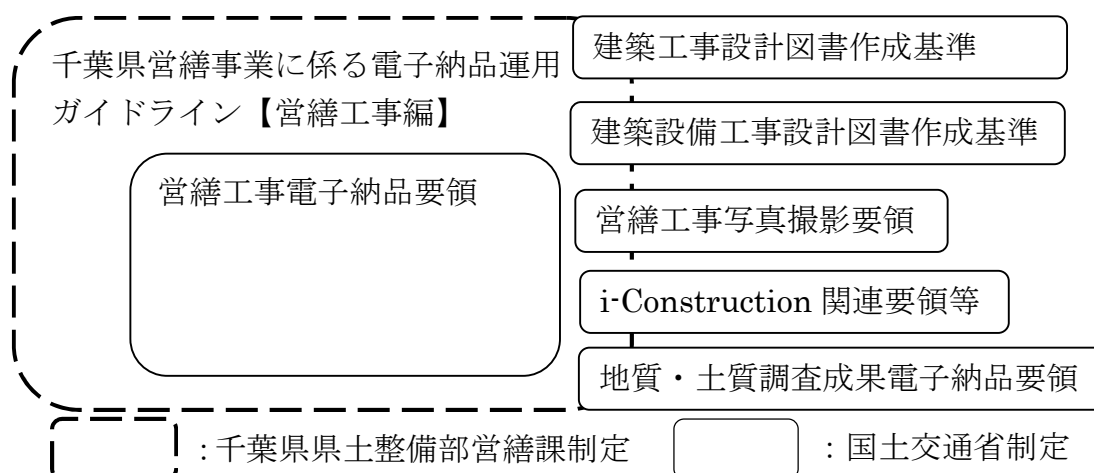 千葉県営繕事業に係る電子納品運用
ガイドライン【営繕工事編】
営繕工事電子納品要領
建築工事設計図書作成基準
建築設備工事設計図書作成基準
営繕工事写真撮影要領
i-Construction 関連要領等
地質・土質調査成果電子納品要領
:千葉県県土整備部営繕課制定
:国土交通省制定